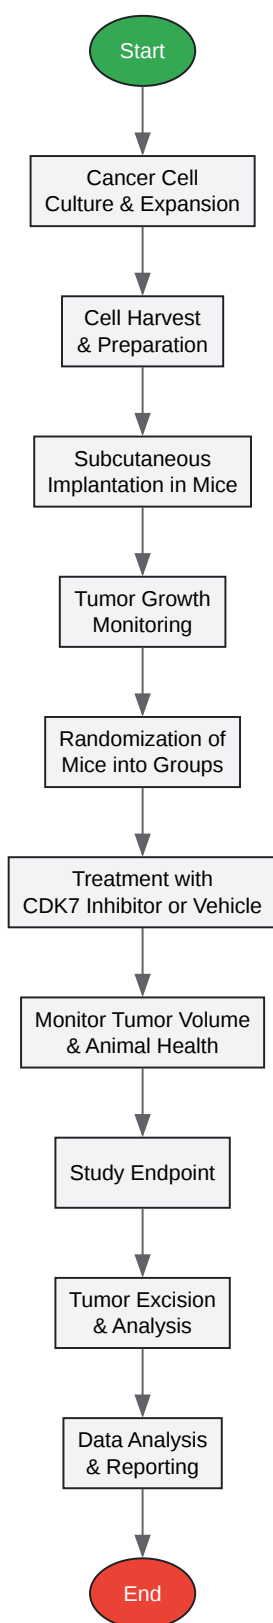 Start
Cancer Cell
Culture & Expansion
Cell Harvest
& Preparation
Subcutaneous
Implantation in Mice
Tumor Growth
Monitoring
Randomization of
Mice into Groups
Treatment with
CDK7 Inhibitor or Vehicle
Monitor Tumor Volume
& Animal Health
Study Endpoint
Tumor Excision
& Analysis
Data Analysis
& Reporting
End